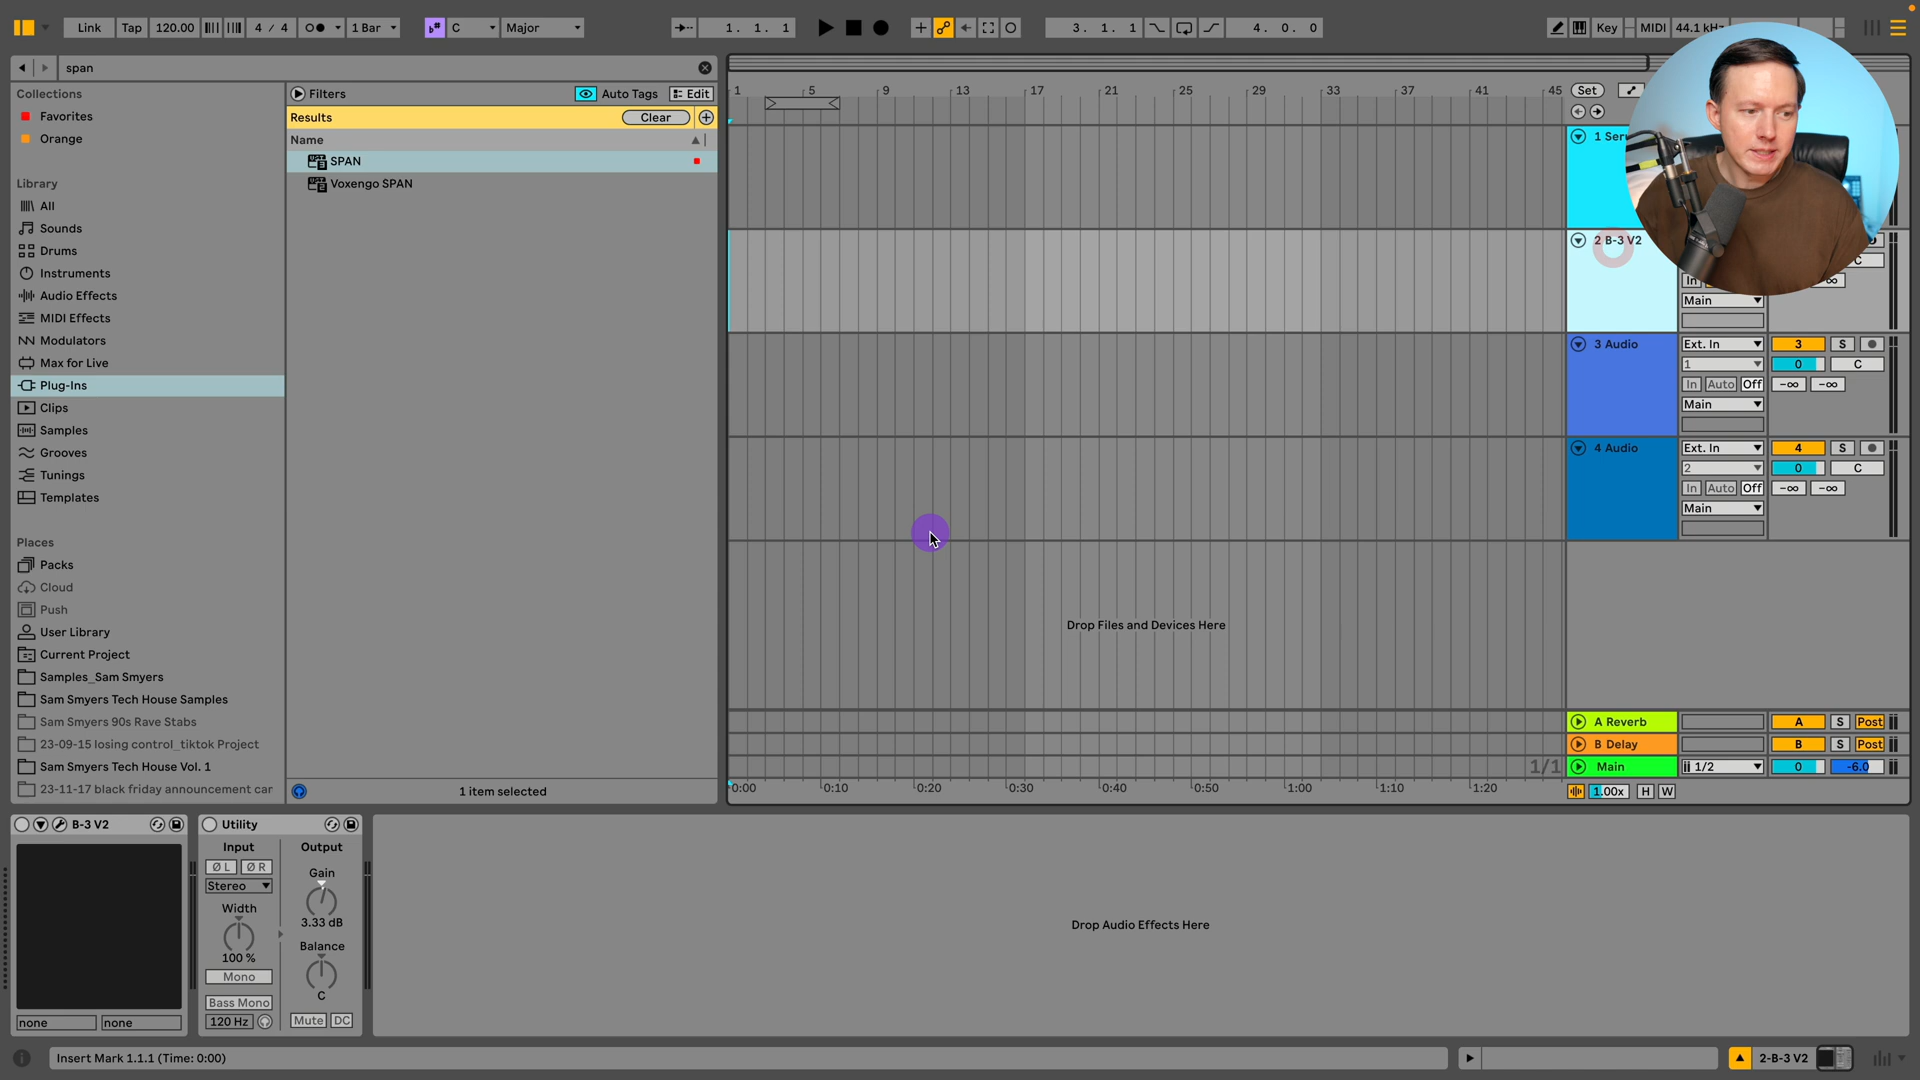 Link Tap 120.00 4 / 4 1 Bar C Major 1. 1. 1 3. 1. 1 4. 0. 0 Key MIDI 44.1 kHz
span
Collections
Favorites
Orange
Library
All
Sounds
Drums
Instruments
Audio Effects
MIDI Effects
Modulators
Max for Live
Plug-Ins
Clips
Samples
Grooves
Tunings
Templates
Places
Packs
Cloud
Push
User Library
Current Project
Samples_Sam Smyers
Sam Smyers Tech House Samples
Sam Smyers 90s Rave Stabs
23-09-15 losing control_tiktok Project
Sam Smyers Tech House Vol. 1
23-11-17 black friday announcement car
Filters Auto Tags Edit
Results Clear
Name
SPAN
Voxengo SPAN
1 item selected
1 5 9 13 17 21 25 29 33 37 41 45 Set
1 Ser
2 B-3 V2
C
In -∞
Main
3 Audio Ext. In 3 S
1 0 C
In Auto Off -∞ -∞
Main
4 Audio Ext. In 4 S
2 0 C
In Auto Off -∞ -∞
Main
Drop Files and Devices Here
A Reverb A S Post
B Delay B S Post
1/1 Main 1/2 0 -6.0
0:00 0:10 0:20 0:30 0:40 0:50 1:00 1:10 1:20 1.00x H W
B-3 V2
none none
Utility
Input Output
Ø L Ø R Gain
Stereo
Width 3.33 dB
Balance
100 %
Mono
C
Bass Mono
120 Hz Mute DC
Drop Audio Effects Here
Insert Mark 1.1.1 (Time: 0:00) 2-B-3 V2